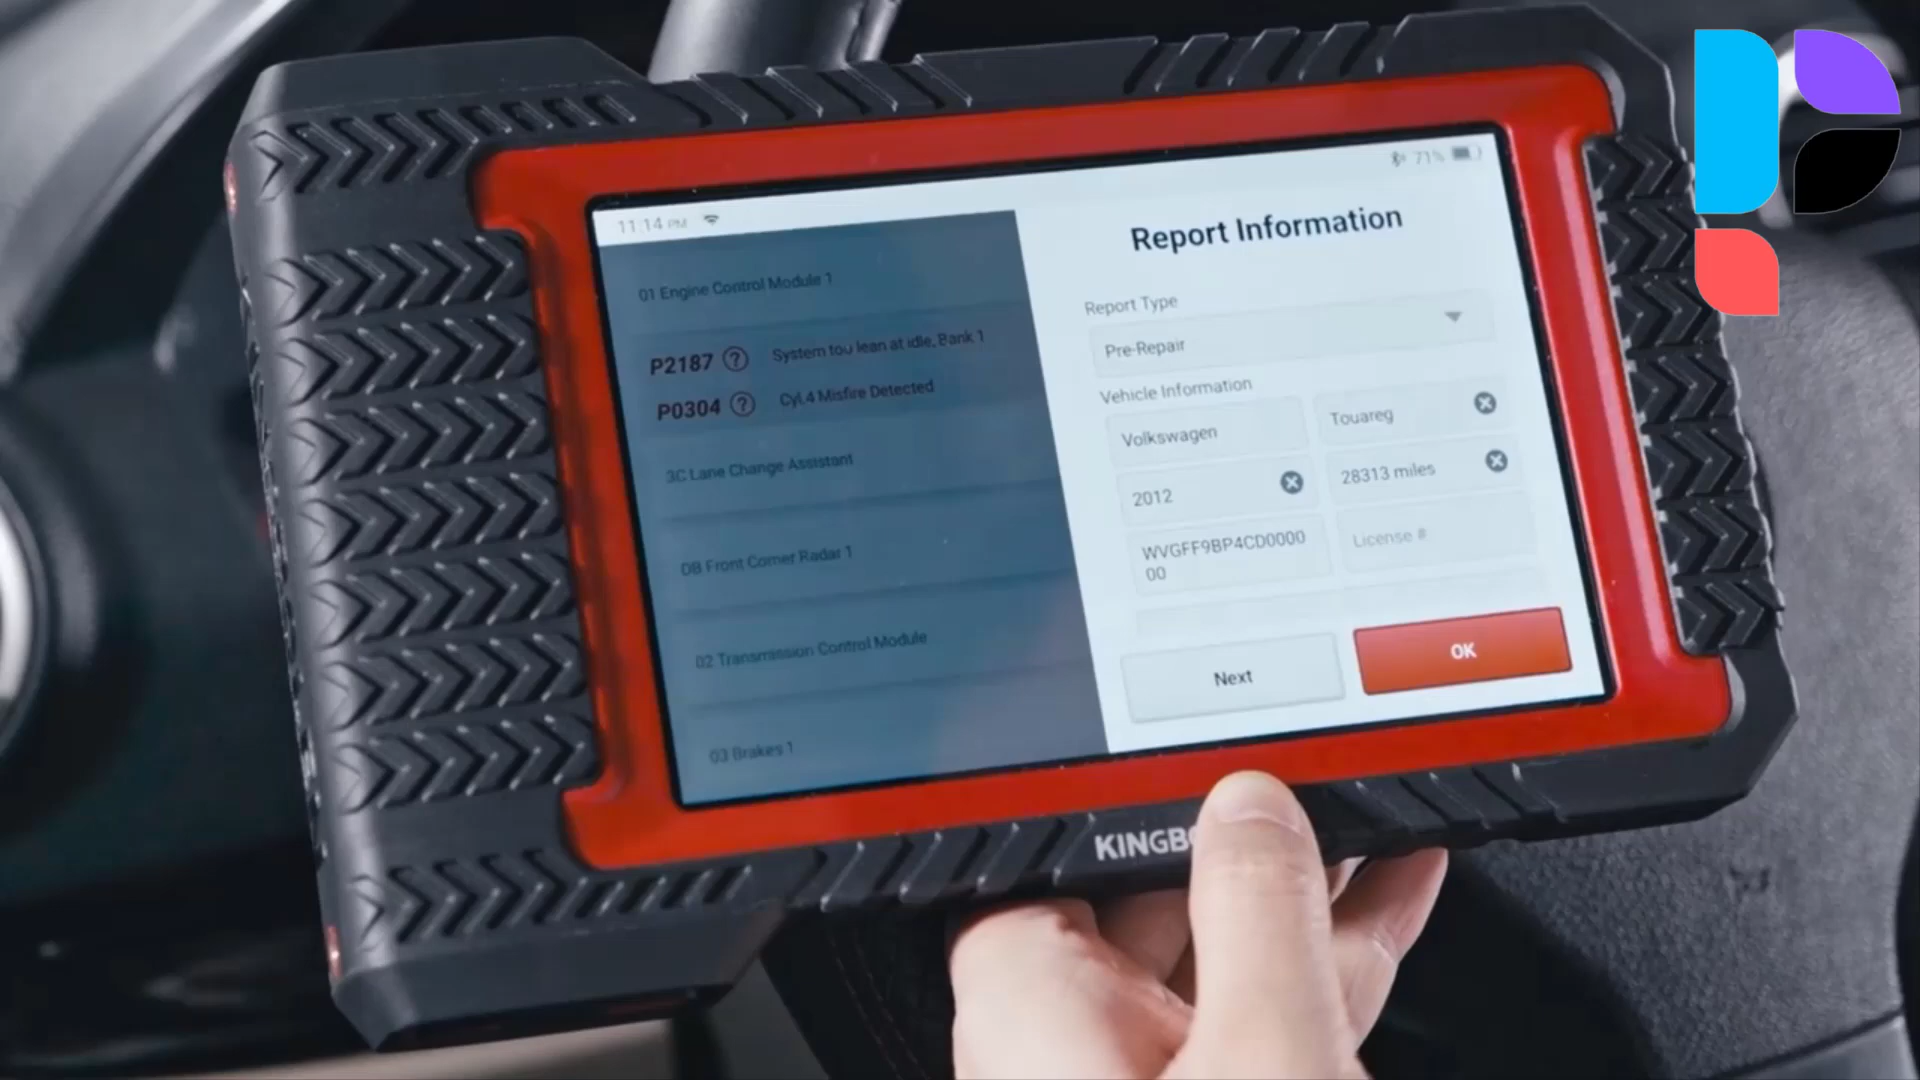 11:14 PM
71%
01 Engine Control Module 1
P2187 ? System too lean at idle, Bank 1
P0304 ? Cyl.4 Misfire Detected
3C Lane Change Assistant
DB Front Corner Radar 1
02 Transmission Control Module
03 Brakes 1
Report Information
Report Type
Pre-Repair
Vehicle Information
Volkswagen
Touareg
2012
28313 miles
WVGFF9BP4CD0000
00
License #
Next
OK